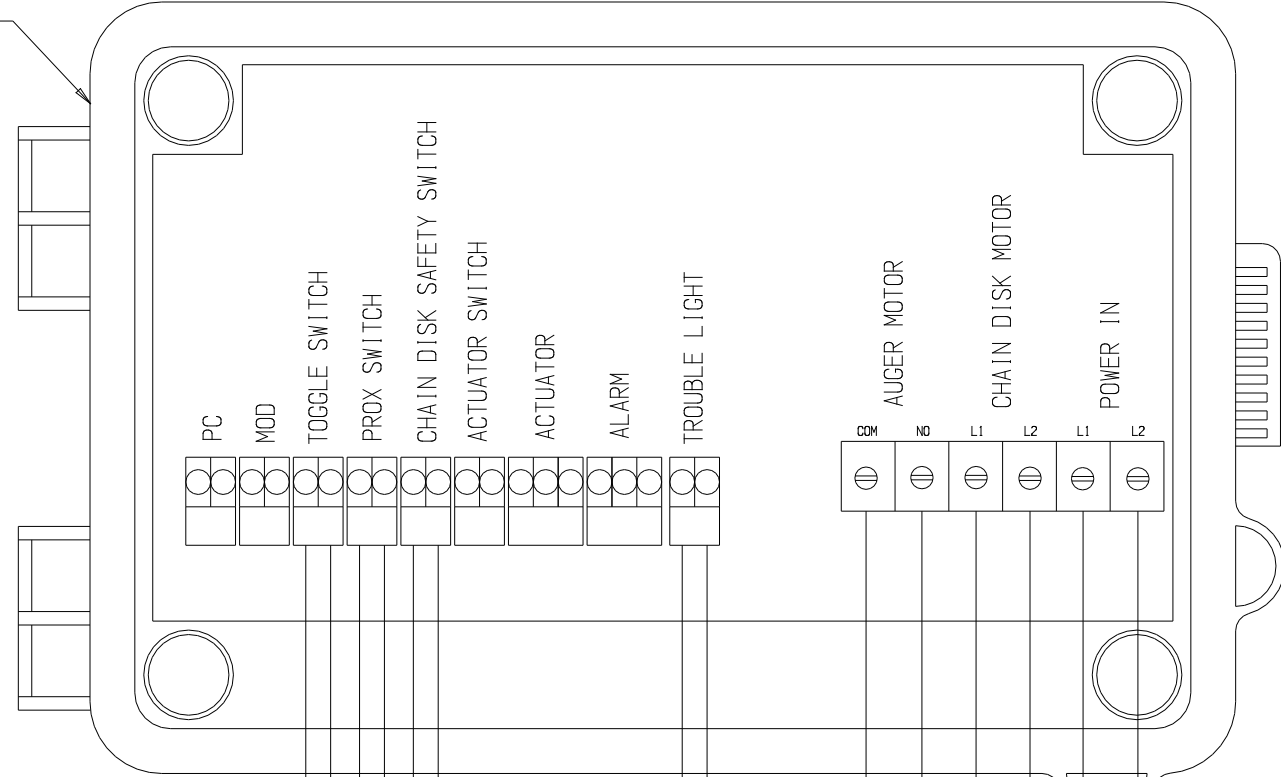 PC
MOD
TOGGLE SWITCH
PROX SWITCH
CHAIN DISK SAFETY SWITCH
ACTUATOR SWITCH
ACTUATOR
ALARM
TROUBLE LIGHT
AUGER MOTOR
CHAIN DISK MOTOR
POWER IN
COM NO L1 L2 L1 L2